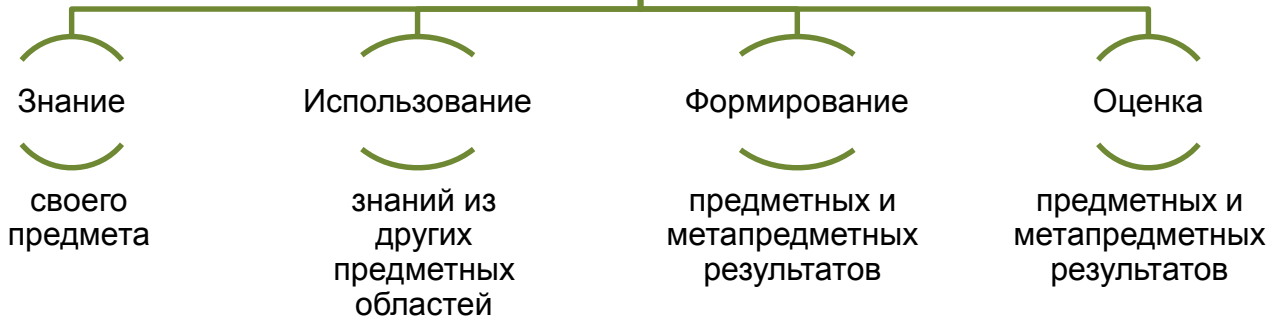 Знание
своего
предмета
Использование
знаний из
других
предметных
областей
Формирование
предметных и
метапредметных
результатов
Оценка
предметных и
метапредметных
результатов